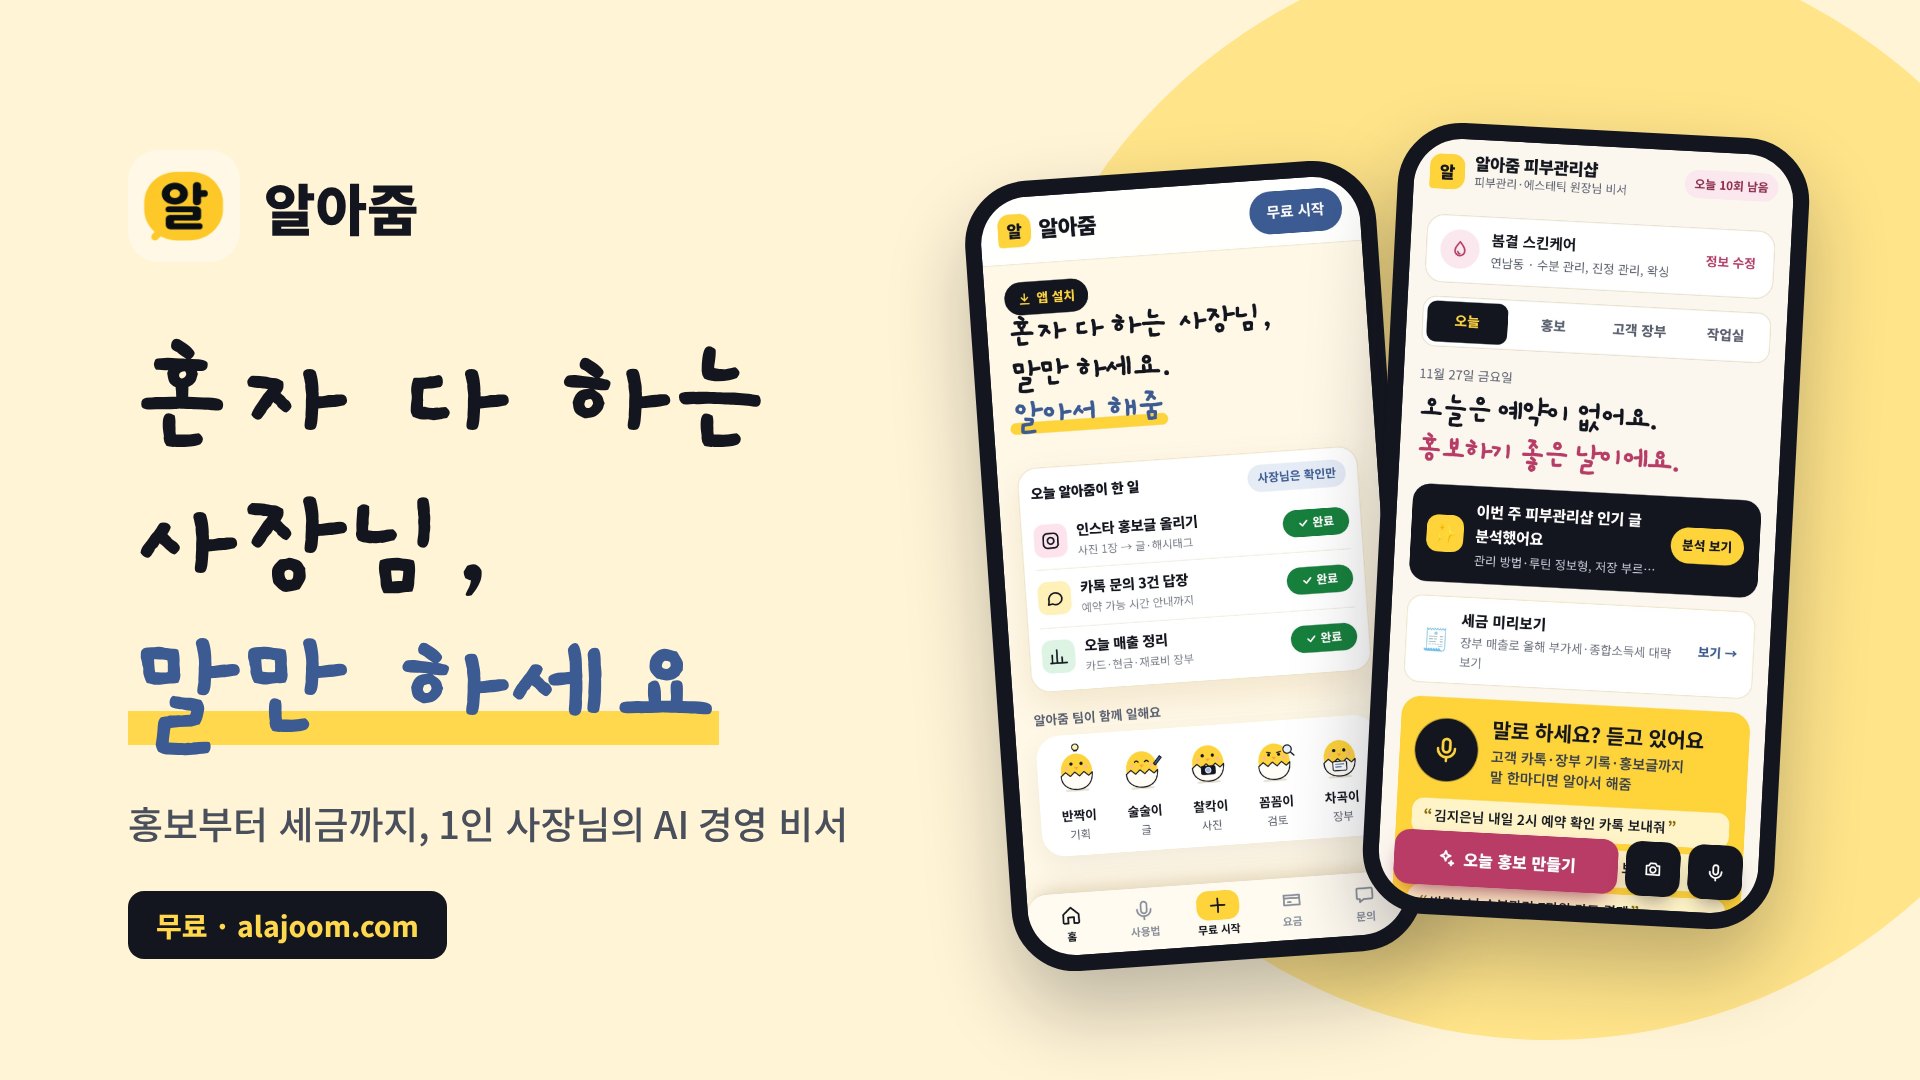 알
알아줌
혼자 다 하는
사장님,
말만 하세요
홍보부터 세금까지, 1인 사장님의 AI 경영 비서
무료 · alajoom.com
알
알아줌
무료 시작
앱 설치
혼자 다 하는 사장님,
말만 하세요.
알아서 해줌
오늘 알아줌이 한 일
사장님은 확인만
인스타 홍보글 올리기
사진 1장 → 글·해시태그
완료
카톡 문의 3건 답장
예약 가능 시간 안내까지
완료
오늘 매출 정리
카드·현금·재료비 장부
완료
알아줌 팀이 함께 일해요
반짝이
기획
술술이
글
찰칵이
사진
꼼꼼이
검토
차곡이
장부
홈
사용법
무료 시작
요금
문의
알
알아줌 피부관리샵
피부관리·에스테틱 원장님 비서
오늘 10회 남음
봄결 스킨케어
연남동 · 수분 관리, 진정 관리, 왁싱
정보 수정
오늘
홍보
고객 장부
작업실
11월 27일 금요일
오늘은 예약이 없어요.
홍보하기 좋은 날이에요.
이번 주 피부관리샵 인기 글
분석했어요
관리 방법·루틴 정보형, 저장 부르…
분석 보기
세금 미리보기
장부 매출로 올해 부가세·종합소득세 대략
보기
보기 →
말로 하세요? 듣고 있어요
고객 카톡·장부 기록·홍보글까지
말 한마디면 알아서 해줌
“김지은님 내일 2시 예약 확인 카톡 보내줘”
오늘 홍보 만들기